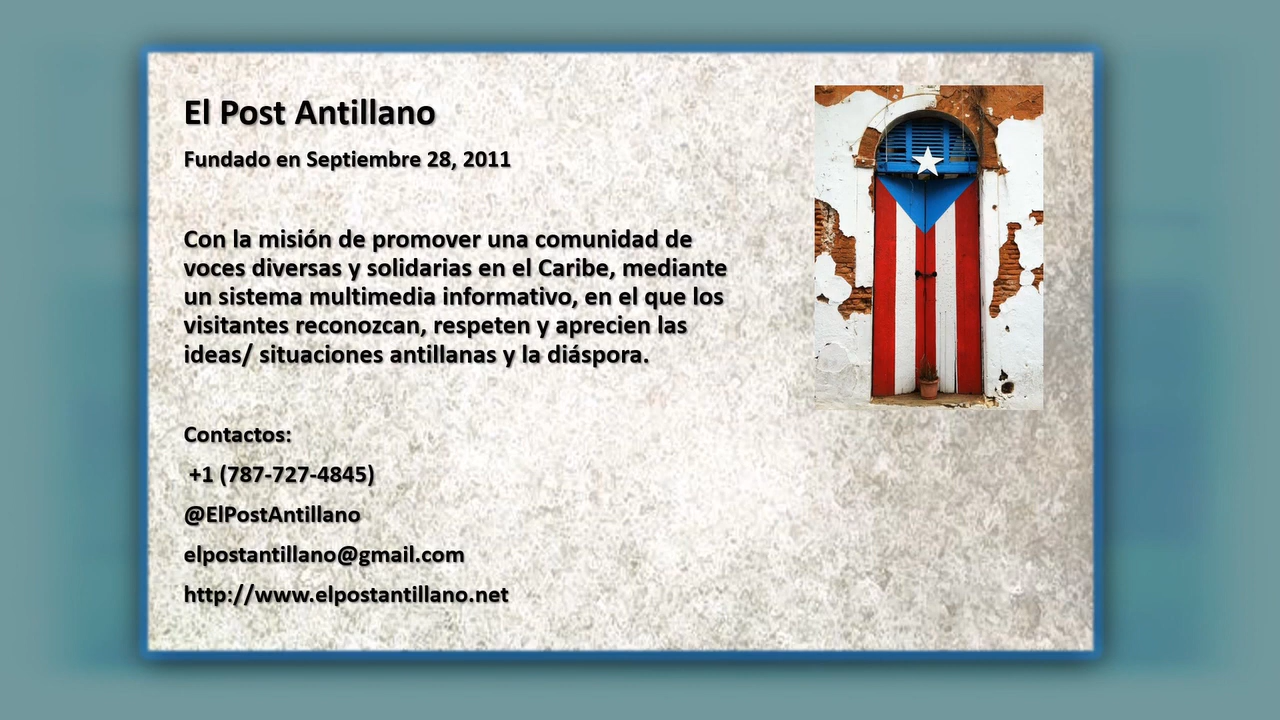 El Post Antillano
Fundado en Septiembre 28, 2011
Con la misión de promover una comunidad de
voces diversas y solidarias en el Caribe, mediante
un sistema multimedia informativo, en el que los
visitantes reconozcan, respeten y aprecien las
ideas/ situaciones antillanas y la diáspora.
Contactos:
+1 (787-727-4845)
@ElPostAntillano
elpostantillano@gmail.com
http://www.elpostantillano.net